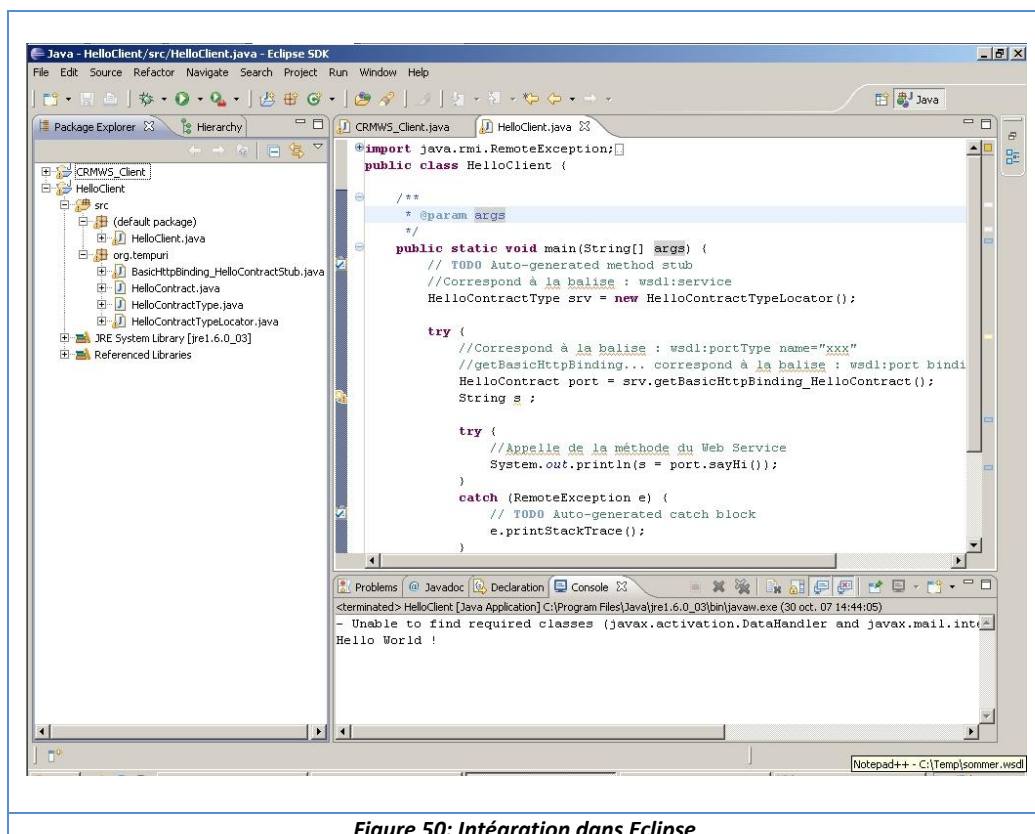 Java - HelloClient/src/HelloClient.java - Eclipse SDK
File Edit Source Refactor Navigate Search Project Run Window Help
Java
Package Explorer
Hierarchy
CRMWS_Client
HelloClient
src
(default package)
HelloClient.java
org.tempuri
BasicHttpBinding_HelloContractStub.java
HelloContract.java
HelloContractType.java
HelloContractTypeLocator.java
JRE System Library [jre1.6.0_03]
Referenced Libraries
CRMWS_Client.java
HelloClient.java
import java.rmi.RemoteException;
public class HelloClient {
/**
* @param args
*/
public static void main(String[] args) {
// TODO Auto-generated method stub
//Correspond à la balise : wsdl:service
HelloContractType srv = new HelloContractTypeLocator();
try {
//Correspond à la balise : wsdl:portType name="xxx"
//getBasicHttpBinding... correspond à la balise : wsdl:port bindi
HelloContract port = srv.getBasicHttpBinding_HelloContract();
String s ;
try {
//Appelle de la méthode du Web Service
System.out.println(s = port.sayHi());
}
catch (RemoteException e) {
// TODO Auto-generated catch block
e.printStackTrace();
}
Problems @ Javadoc Declaration Console
<terminated> HelloClient [Java Application] C:\Program Files\Java\jre1.6.0_03\bin\javaw.exe (30 oct. 07 14:44:05)
- Unable to find required classes (javax.activation.DataHandler and javax.mail.inte
Hello World !
Notepad++ - C:\Temp\sommer.wsdl
Figure 50: Intégration dans Eclipse